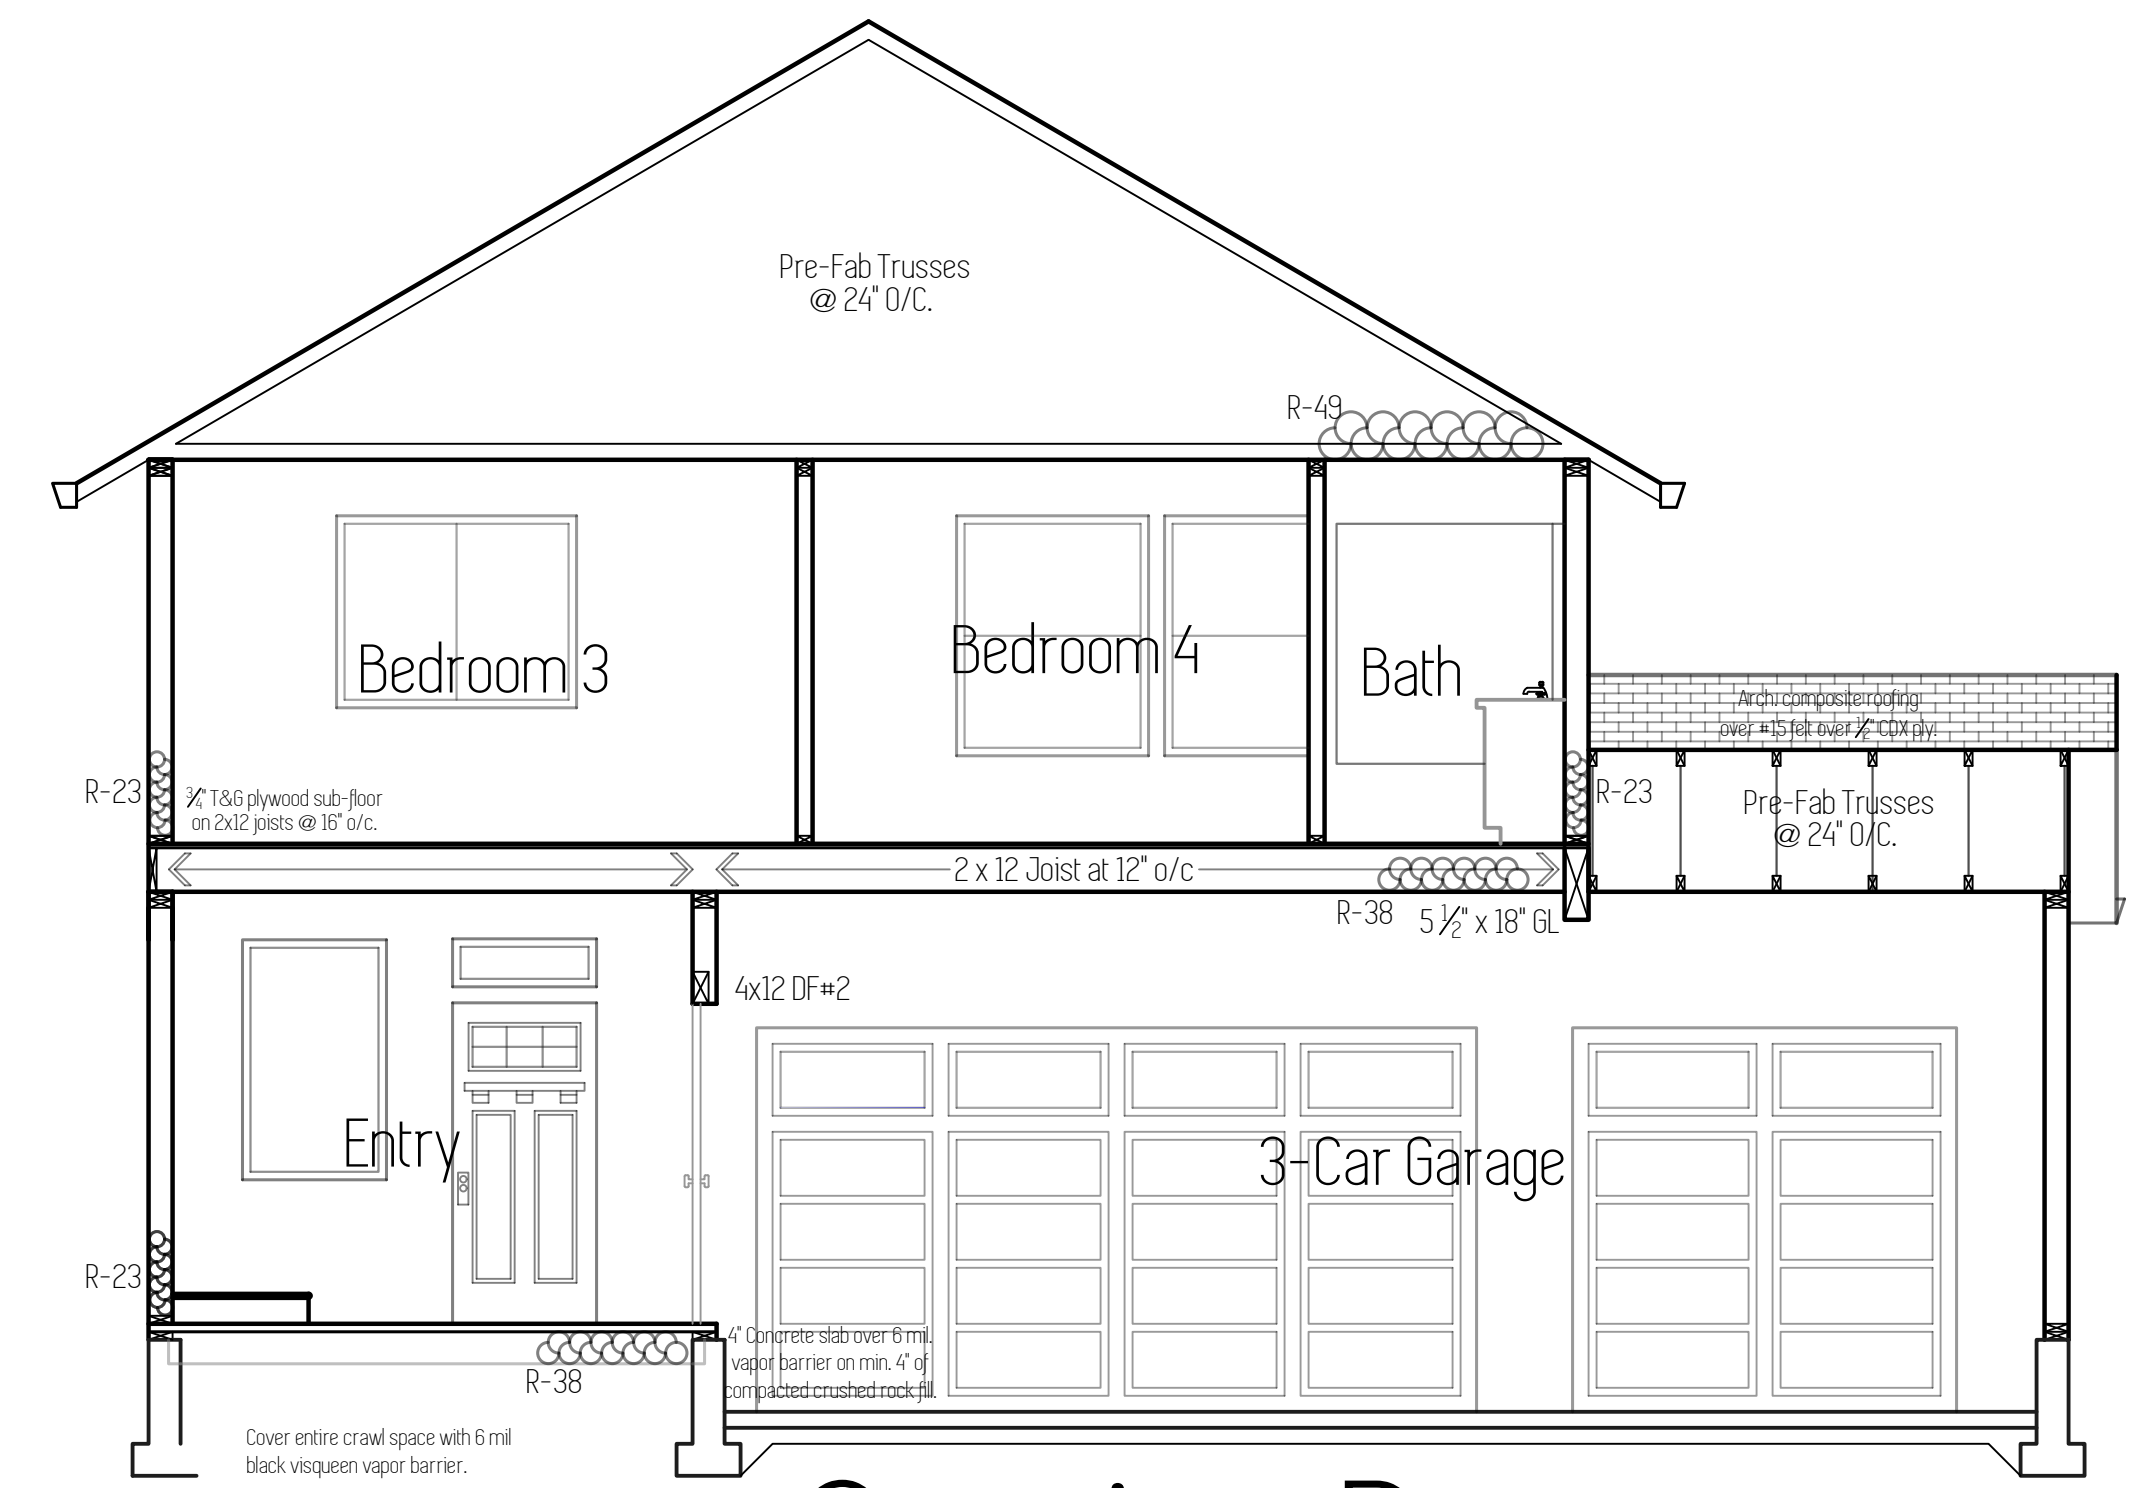 Pre-Fab Trusses
@ 24" O/C.
R-49
Bedroom 3
Bedroom 4
Bath
Arch. composite roofing
over #15 felt over ½" CDX ply.
R-23
¾" T&G plywood sub-floor
on 2x12 joists @ 16" o/c.
R-23
Pre-Fab Trusses
@ 24" O/C.
2 x 12 Joist at 12" o/c
R-38
5 ½" x 18" GL
4x12 DF#2
Entry
3-Car Garage
R-23
4" Concrete slab over 6 mil.
vapor barrier on min. 4" of
compacted crushed rock fill.
R-38
Cover entire crawl space with 6 mil
black visqueen vapor barrier.